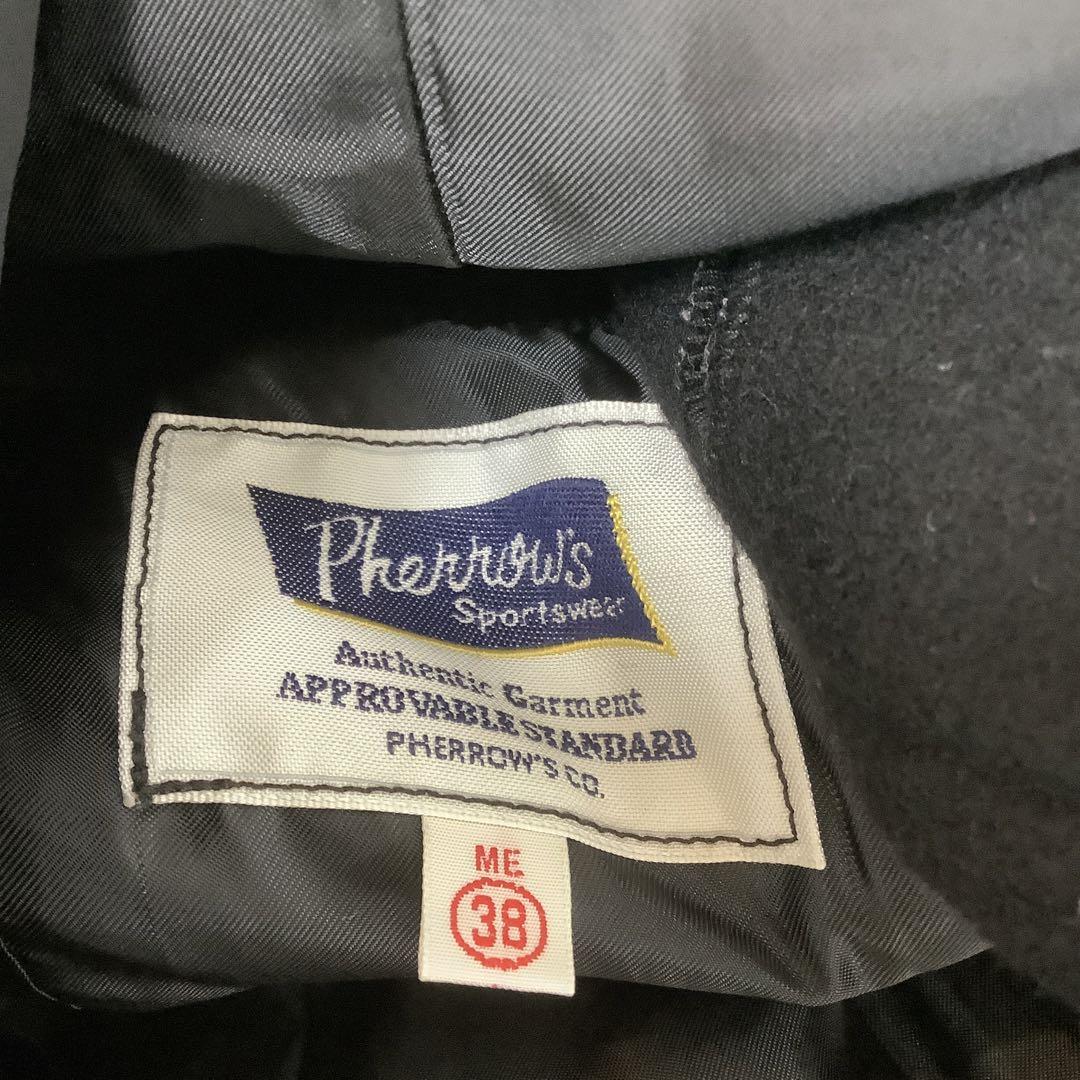 Pherrow's
Sportswear
Authentic Garment
APPROVABLE STANDARD
PHERROW'S CO.
ME
38